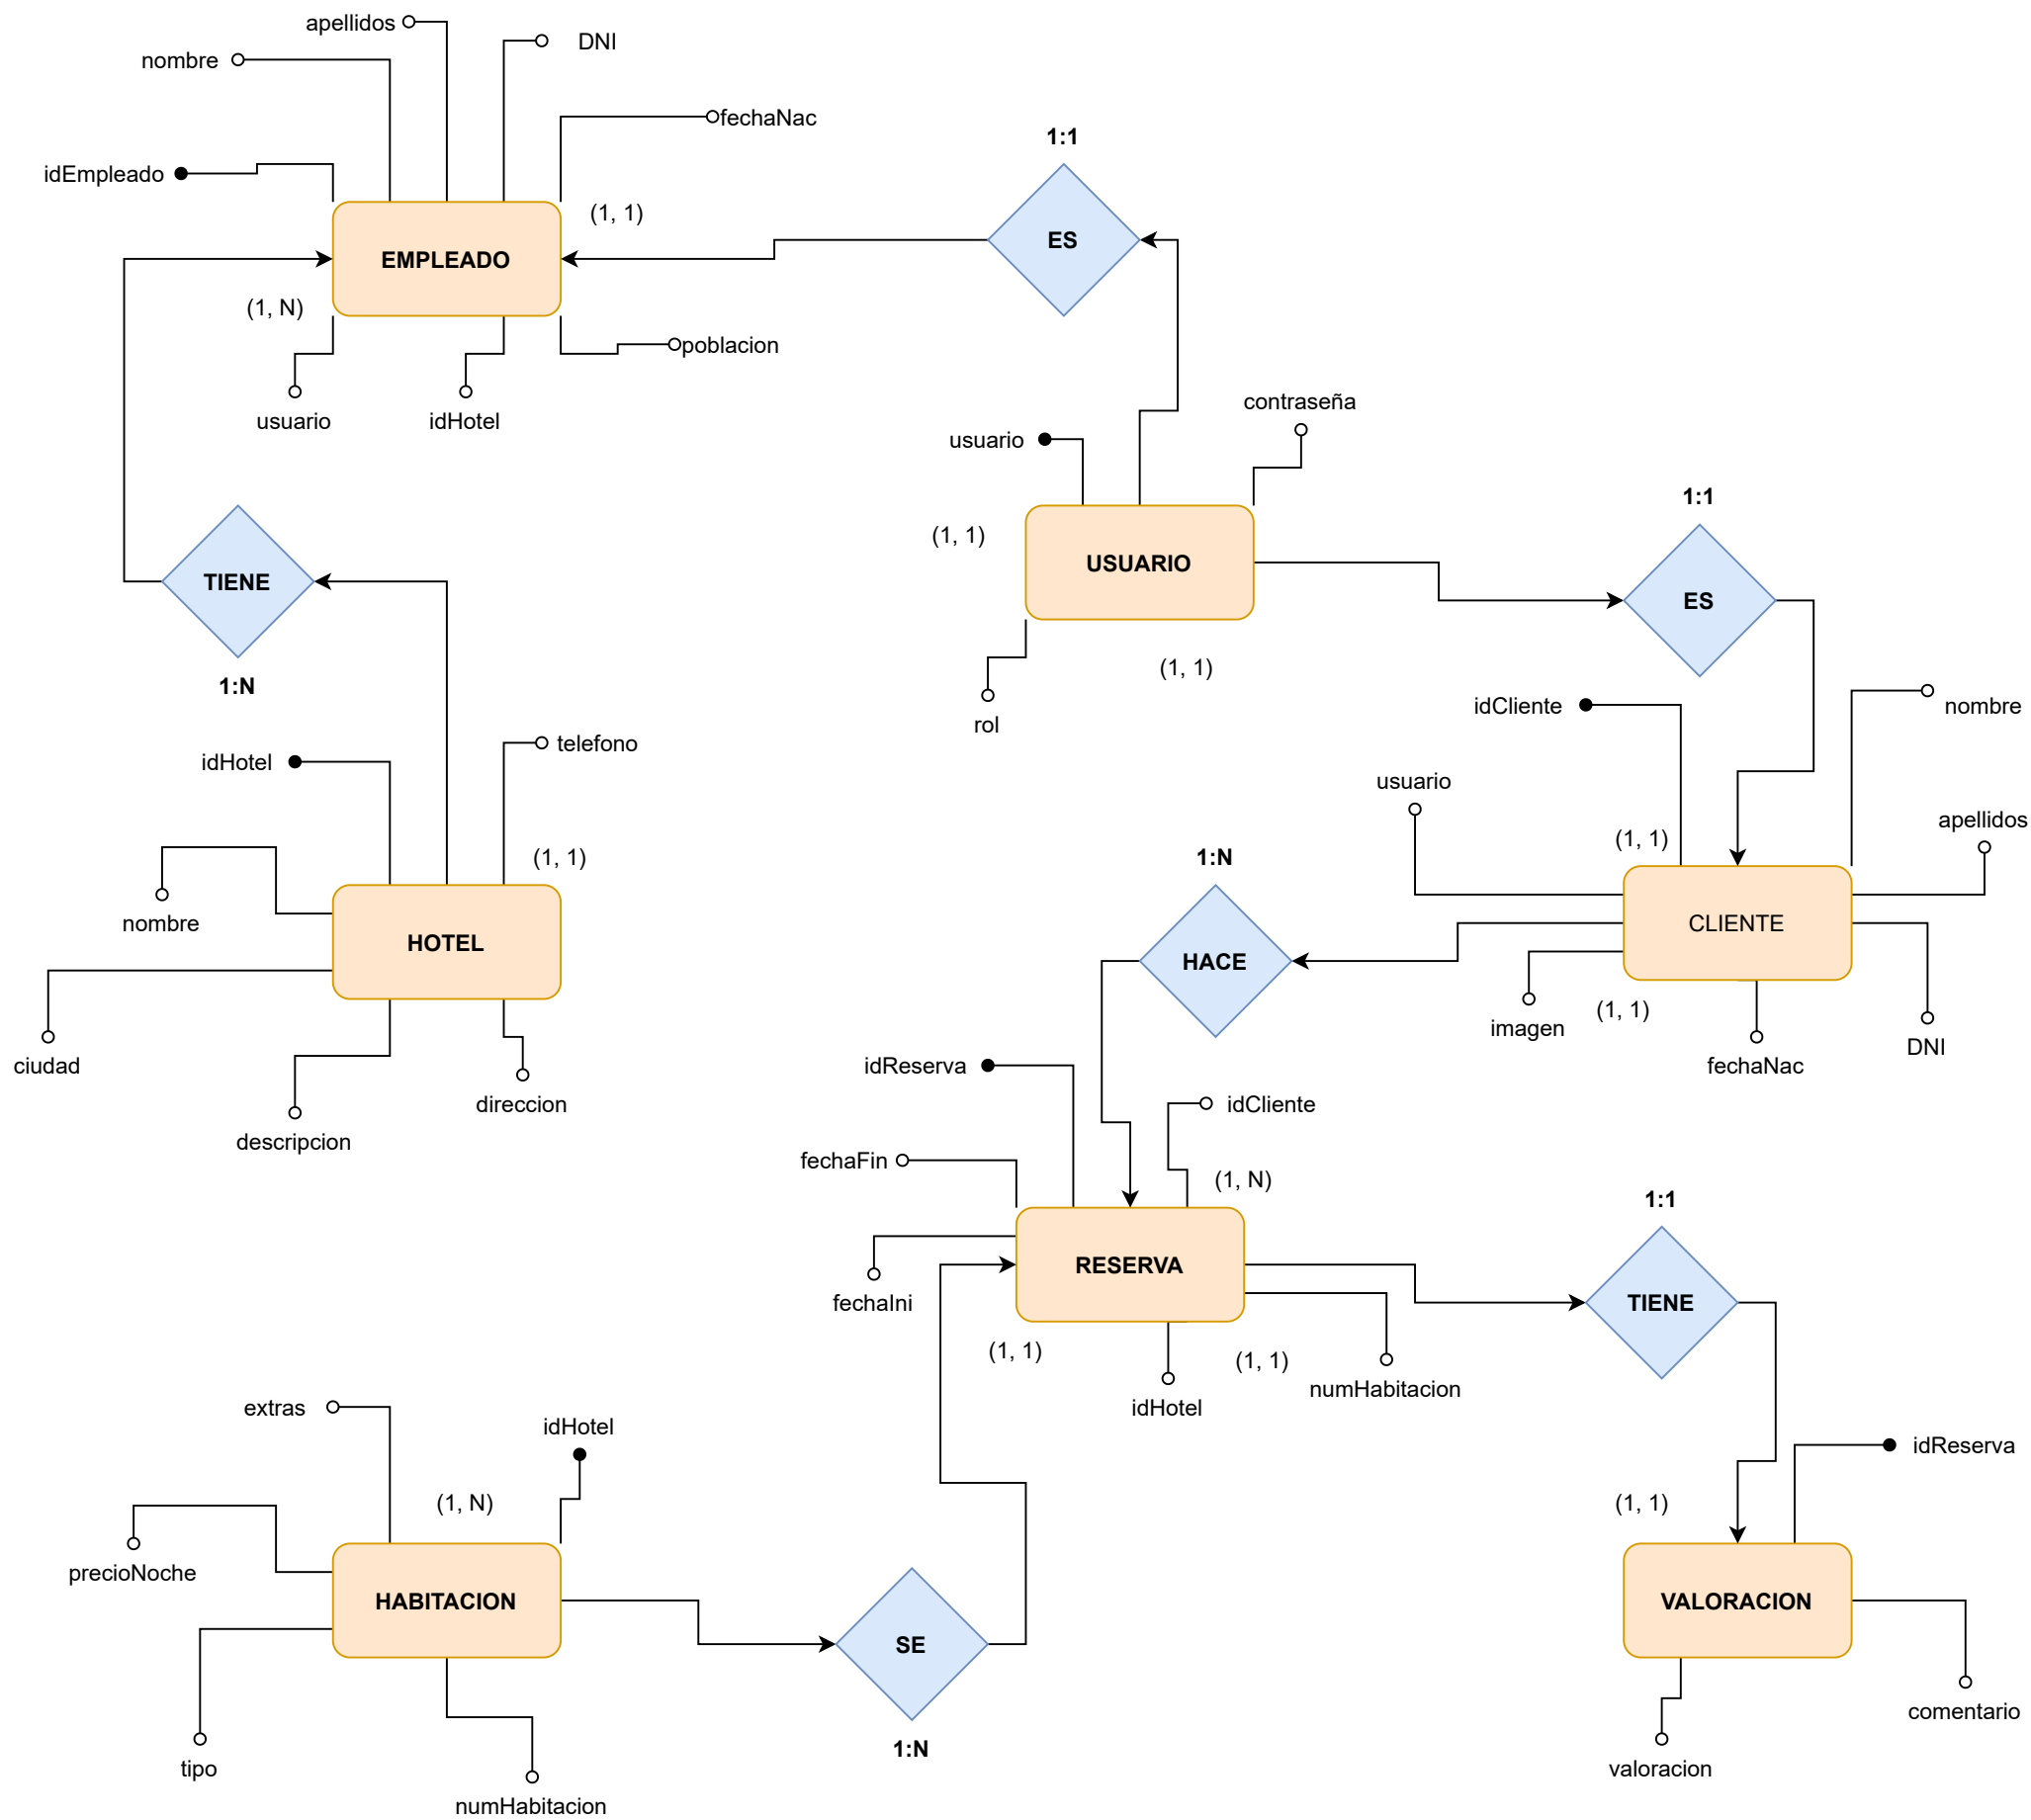 apellidos
DNI
nombre
fechaNac
1:1
idEmpleado
(1, 1)
ES
EMPLEADO
(1, N)
poblacion
usuario
idHotel
contraseña
usuario
1:1
(1, 1)
USUARIO
TIENE
ES
(1, 1)
1:N
rol
idCliente
nombre
telefono
idHotel
usuario
apellidos
(1, 1)
1:N
(1, 1)
nombre
CLIENTE
HOTEL
HACE
(1, 1)
imagen
DNI
ciudad
idReserva
fechaNac
direccion
idCliente
descripcion
fechaFin
(1, N)
1:1
RESERVA
fechaIni
TIENE
(1, 1)
(1, 1)
numHabitacion
extras
idHotel
idHotel
idReserva
(1, N)
(1, 1)
precioNoche
HABITACION
VALORACION
SE
comentario
1:N
tipo
valoracion
numHabitacion